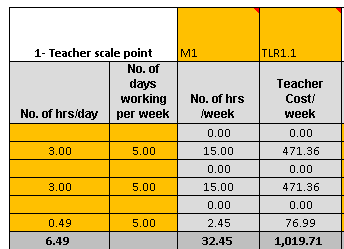 1- Teacher scale point M1 TLR1.1
No. of hrs/day No. of days working per week No. of hrs /week Teacher Cost/ week
0.00 0.00
3.00 5.00 15.00 471.36
0.00 0.00
3.00 5.00 15.00 471.36
0.00 0.00
0.49 5.00 2.45 76.99
6.49 32.45 1,019.71